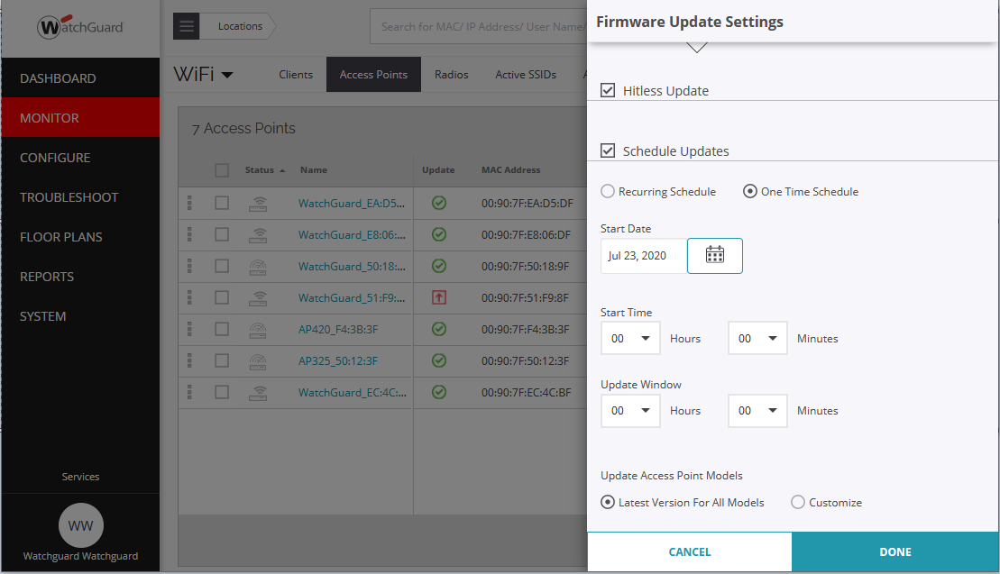 WatchGuard
DASHBOARD
MONITOR
CONFIGURE
TROUBLESHOOT
FLOOR PLANS
REPORTS
SYSTEM
Services
WW
Watchguard Watchguard
Locations
Search for MAC/ IP Address/ User Name/
WiFi
Clients
Access Points
Radios
Active SSIDs
7 Access Points
Status Name Update MAC Address
WatchGuard_EA:D5... 00:90:7F:EA:D5:DF
WatchGuard_E8:06:... 00:90:7F:E8:06:DF
WatchGuard_50:18:... 00:90:7F:50:18:9F
WatchGuard_51:F9:... 00:90:7F:51:F9:8F
AP420_F4:3B:3F 00:90:7F:F4:3B:3F
AP325_50:12:3F 00:90:7F:50:12:3F
WatchGuard_EC:4C:... 00:90:7F:EC:4C:BF
Firmware Update Settings
Hitless Update
Schedule Updates
Recurring Schedule One Time Schedule
Start Date
Jul 23, 2020
Start Time
00 Hours 00 Minutes
Update Window
00 Hours 00 Minutes
Update Access Point Models
Latest Version For All Models Customize
CANCEL DONE